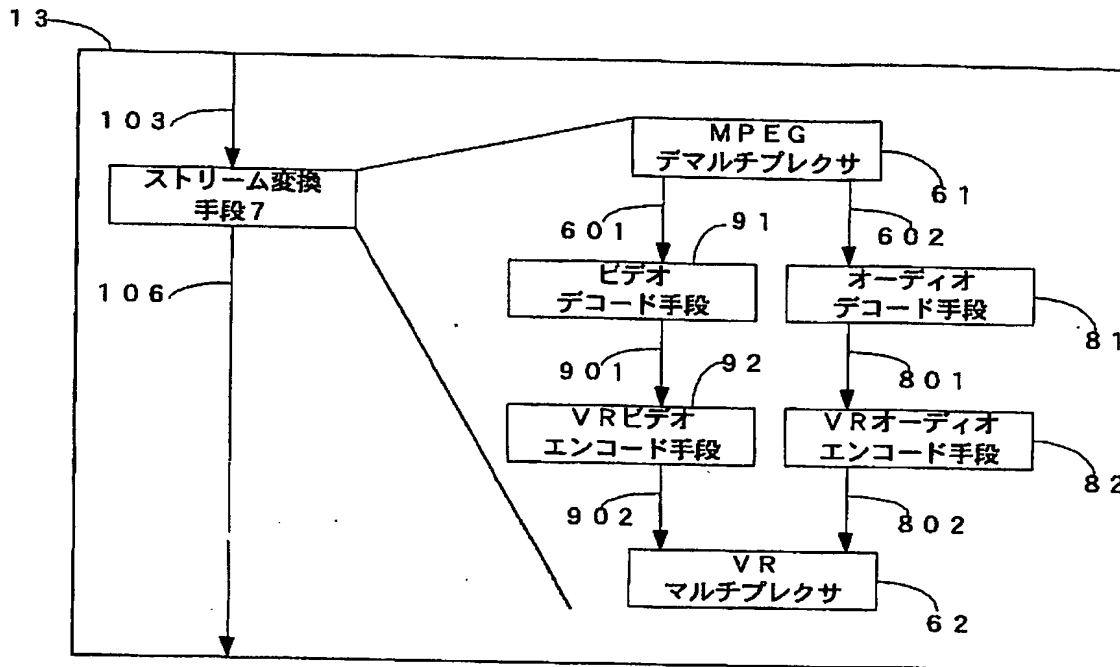 13
103
ストリーム変換
手段7
106
MPEG
デマルチプレクサ
61
601
602
91
ビデオ
デコード手段
オーディオ
デコード手段
81
901
92
801
VRビデオ
エンコード手段
VRオーディオ
エンコード手段
82
902
802
VR
マルチプレクサ
62